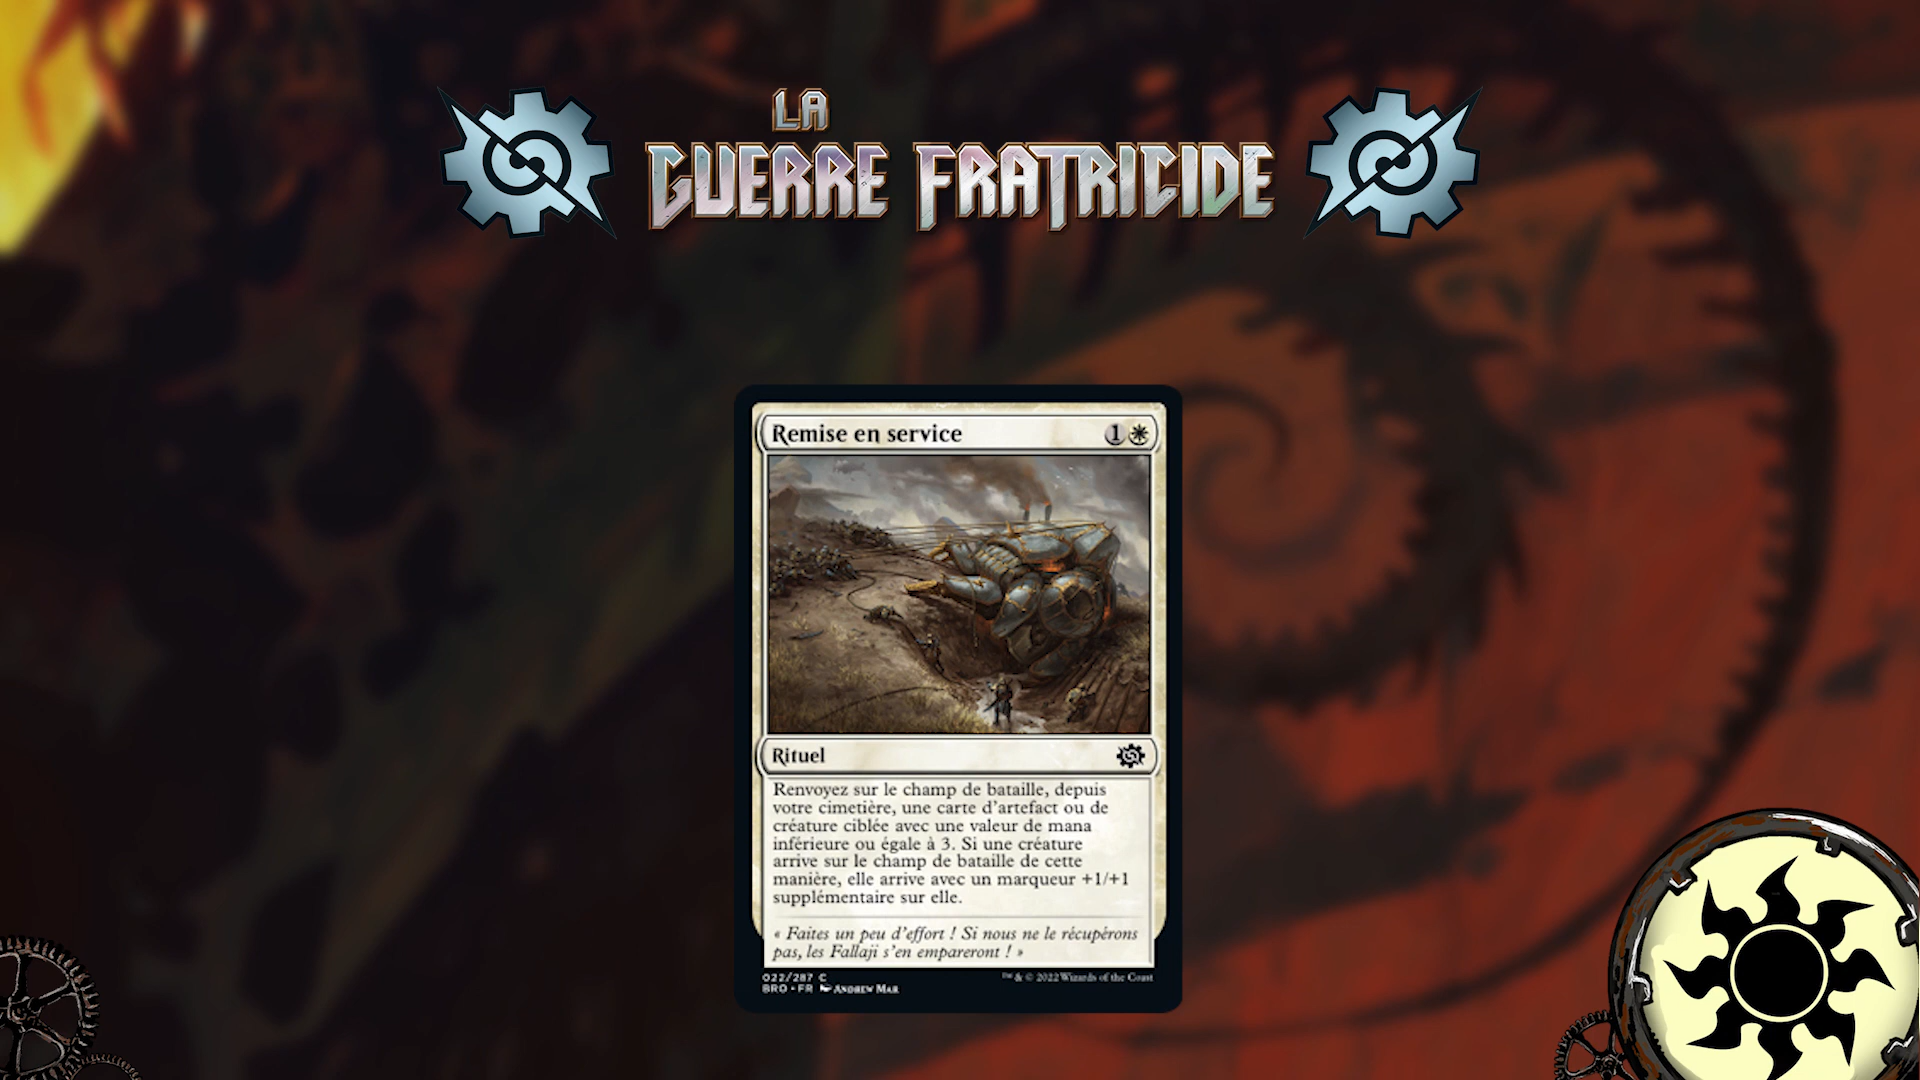 LA
GUERRE FRATRICIDE
Remise en service
1
Rituel
Renvoyez sur le champ de bataille, depuis
votre cimetière, une carte d'artefact ou de
créature ciblée avec une valeur de mana
inférieure ou égale à 3. Si une créature
arrive sur le champ de bataille de cette
manière, elle arrive avec un marqueur +1/+1
supplémentaire sur elle.
« Faites un peu d'effort ! Si nous ne le récupérons
pas, les Fallaji s'en empareront ! »
022/287 C
™ & © 2022 Wizards of the Coast
BRO • FR Andrew Mar